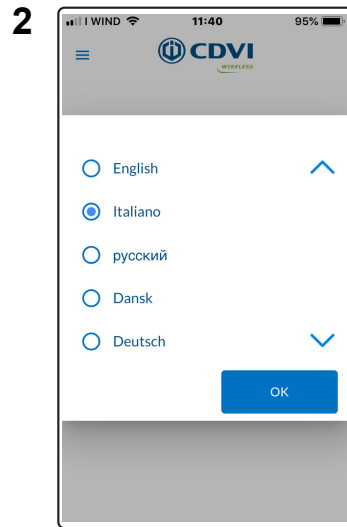 2
I WIND 11:40 95%
CDVI
WIRELESS
English
Italiano
русский
Dansk
Deutsch
OK